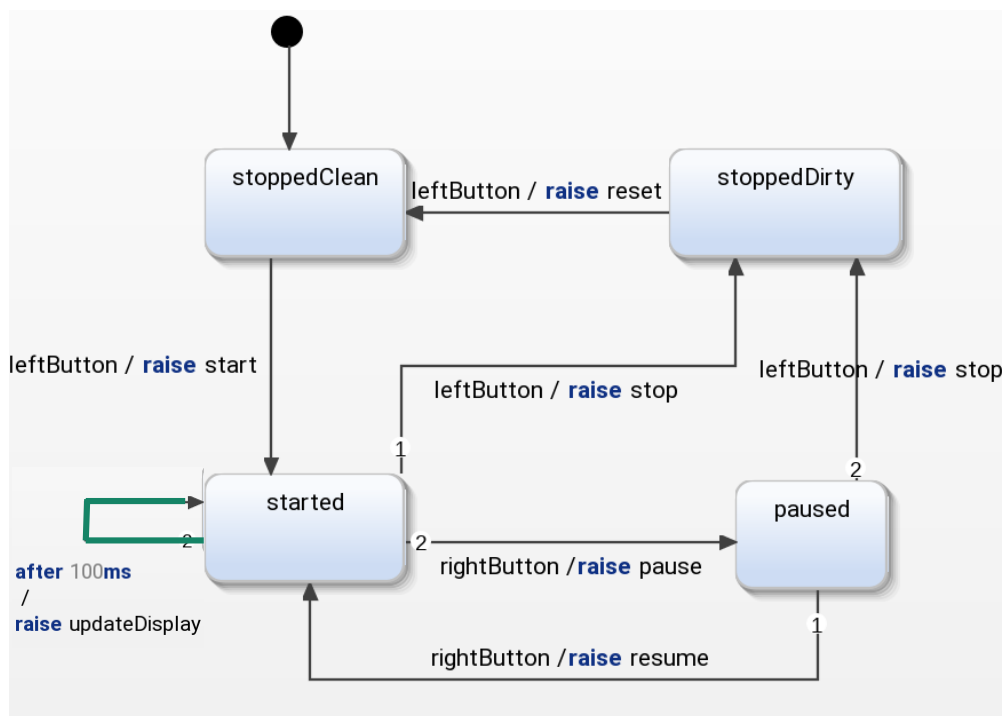 stoppedClean
stoppedDirty
leftButton / raise reset
leftButton / raise start
leftButton / raise stop
leftButton / raise stop
1
2
started
paused
2
2
rightButton /raise pause
after 100ms
/
raise updateDisplay
1
rightButton /raise resume